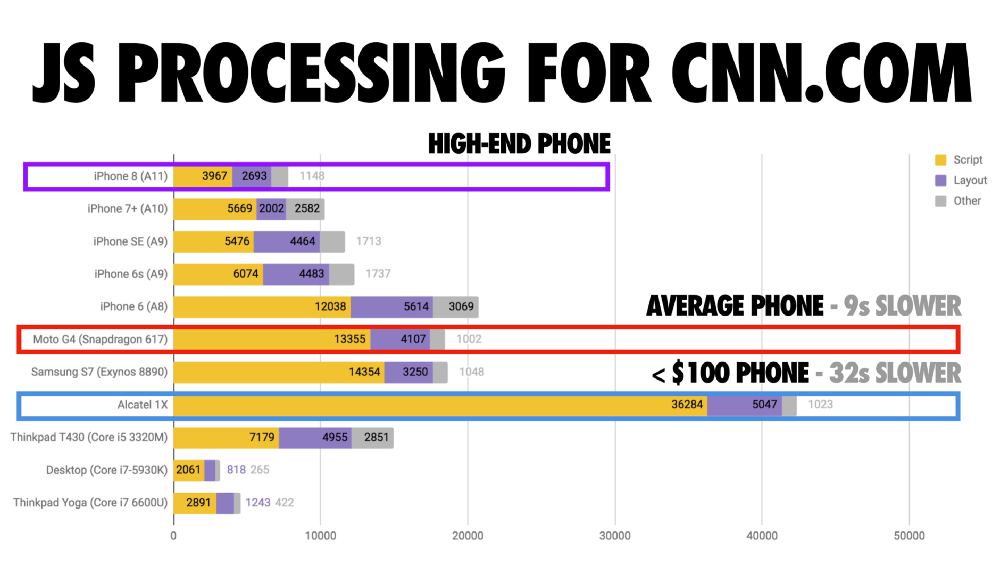 JS PROCESSING FOR CNN.COM
HIGH-END PHONE
Script
Layout
Other
iPhone 8 (A11) 3967 2693 1148
iPhone 7+ (A10) 5669 2002 2582
iPhone SE (A9) 5476 4464 1713
iPhone 6s (A9) 6074 4483 1737
iPhone 6 (A8) 12038 5614 3069
AVERAGE PHONE - 9s SLOWER
Moto G4 (Snapdragon 617) 13355 4107 1002
Samsung S7 (Exynos 8890) 14354 3250 1048
< $100 PHONE - 32s SLOWER
Alcatel 1X 36284 5047 1023
Thinkpad T430 (Core i5 3320M) 7179 4955 2851
Desktop (Core i7-5930K) 2061 818 265
Thinkpad Yoga (Core i7 6600U) 2891 1243 422
0 10000 20000 30000 40000 50000